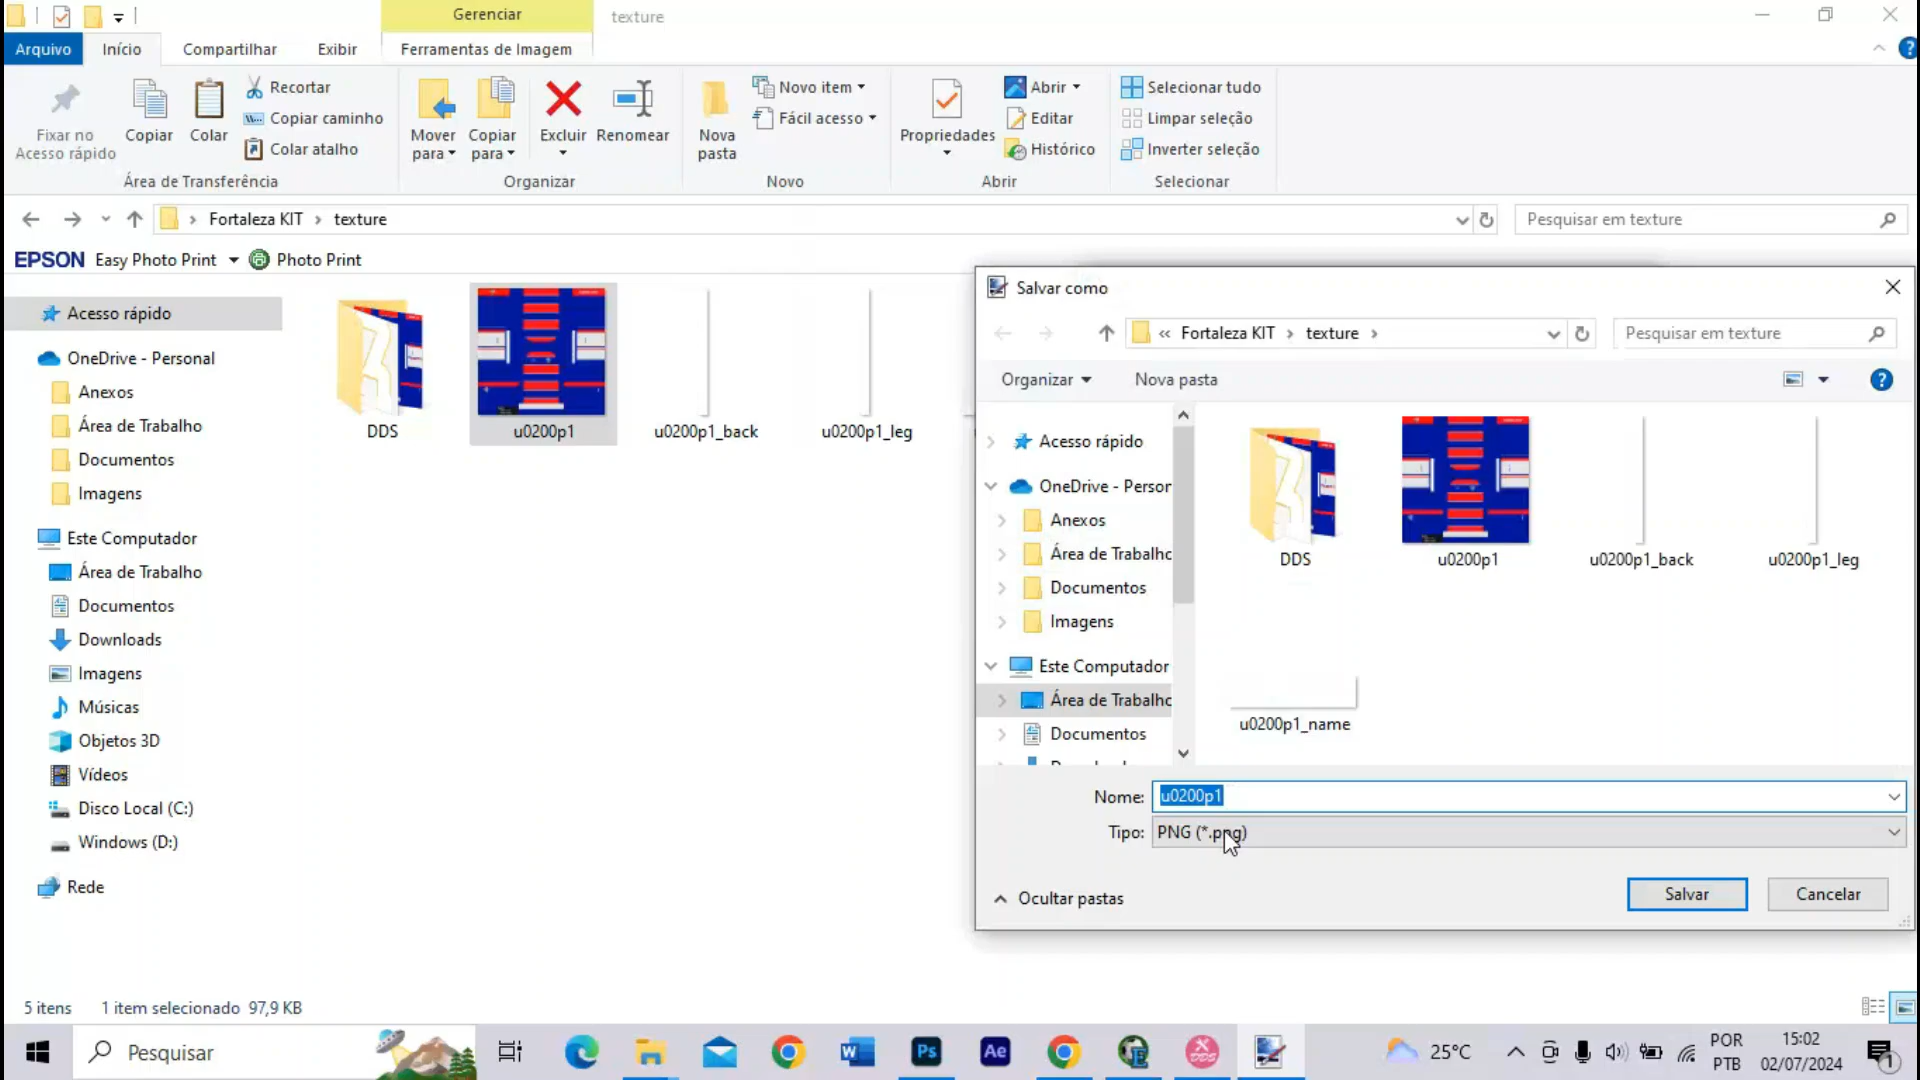 Gerenciar
texture
Arquivo
Início
Compartilhar
Exibir
Ferramentas de Imagem
Fixar no
Acesso rápido
Copiar
Colar
Recortar
Copiar caminho
Colar atalho
Área de Transferência
Mover
para
Copiar
para
Excluir
Renomear
Organizar
Nova
pasta
Novo item
Fácil acesso
Novo
Propriedades
Abrir
Editar
Histórico
Abrir
Selecionar tudo
Limpar seleção
Inverter seleção
Selecionar
Fortaleza KIT
texture
Pesquisar em texture
EPSON
Easy Photo Print
Photo Print
Acesso rápido
OneDrive - Personal
Anexos
Área de Trabalho
Documentos
Imagens
Este Computador
Área de Trabalho
Documentos
Downloads
Imagens
Músicas
Objetos 3D
Vídeos
Disco Local (C:)
Windows (D:)
Rede
DDS
u0200p1
u0200p1_back
u0200p1_leg
Salvar como
« Fortaleza KIT
texture
Pesquisar em texture
Organizar
Nova pasta
Acesso rápido
OneDrive - Person
Anexos
Área de Trabalho
Documentos
Imagens
Este Computador
Área de Trabalho
Documentos
DDS
u0200p1
u0200p1_back
u0200p1_leg
u0200p1_name
Nome:
u0200p1
Tipo:
PNG (*.png)
Ocultar pastas
Salvar
Cancelar
5 itens
1 item selecionado 97,9 KB
Pesquisar
Ps
Ae
DDS
25°C
POR
PTB
15:02
02/07/2024
1